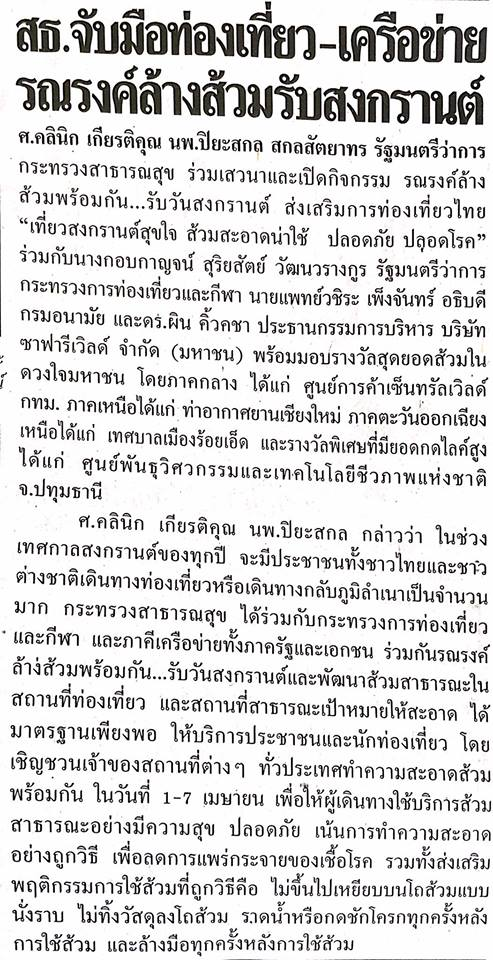 สธ.จับมือท่องเที่ยว-เครือข่าย
รณรงค์ล้างส้วมรับสงกรานต์
ศ.คลินิก เกียรติคุณ นพ.ปิยะสกล สกลสัตยาทร รัฐมนตรีว่าการ
กระทรวงสาธารณสุข ร่วมเสวนาและเปิดกิจกรรม รณรงค์ล้าง
ส้วมพร้อมกัน...รับวันสงกรานต์ ส่งเสริมการท่องเที่ยวไทย
“เที่ยวสงกรานต์สุขใจ ส้วมสะอาดน่าใช้ ปลอดภัย ปลอดโรค”
ร่วมกับนางกอบกาญจน์ สุริยสัตย์ วัฒนวรางกูร รัฐมนตรีว่าการ
กระทรวงการท่องเที่ยวและกีฬา นายแพทย์วชิระ เพ็งจันทร์ อธิบดี
กรมอนามัย และดร.ผิน คิ้วคชา ประธานกรรมการบริหาร บริษัท
ซาฟารีเวิลด์ จำกัด (มหาชน) พร้อมมอบรางวัลสุดยอดส้วมใน
ดวงใจมหาชน โดยภาคกลาง ได้แก่ ศูนย์การค้าเซ็นทรัลเวิลด์
กทม. ภาคเหนือได้แก่ ท่าอากาศยานเชียงใหม่ ภาคตะวันออกเฉียง
เหนือได้แก่ เทศบาลเมืองร้อยเอ็ด และรางวัลพิเศษที่มียอดกดไลค์สูง
ได้แก่ ศูนย์พันธุวิศวกรรมและเทคโนโลยีชีวภาพแห่งชาติ
จ.ปทุมธานี
ศ.คลินิก เกียรติคุณ นพ.ปิยะสกล กล่าวว่า ในช่วง
เทศกาลสงกรานต์ของทุกปี จะมีประชาชนทั้งชาวไทยและชาว
ต่างชาติเดินทางท่องเที่ยวหรือเดินทางกลับภูมิลำเนาเป็นจำนวน
มาก กระทรวงสาธารณสุข ได้ร่วมกับกระทรวงการท่องเที่ยว
และกีฬา และภาคีเครือข่ายทั้งภาครัฐและเอกชน ร่วมกันรณรงค์
ล้างส้วมพร้อมกัน...รับวันสงกรานต์และพัฒนาส้วมสาธารณะใน
สถานที่ท่องเที่ยว และสถานที่สาธารณะเป้าหมายให้สะอาด ได้
มาตรฐานเพียงพอ ให้บริการประชาชนและนักท่องเที่ยว โดย
เชิญชวนเจ้าของสถานที่ต่างๆ ทั่วประเทศทำความสะอาดส้วม
พร้อมกัน ในวันที่ 1-7 เมษายน เพื่อให้ผู้เดินทางใช้บริการส้วม
สาธารณะอย่างมีความสุข ปลอดภัย เน้นการทำความสะอาด
อย่างถูกวิธี เพื่อลดการแพร่กระจายของเชื้อโรค รวมทั้งส่งเสริม
พฤติกรรมการใช้ส้วมที่ถูกวิธีคือ ไม่ขึ้นไปเหยียบบนโถส้วมแบบ
นั่งราบ ไม่ทิ้งวัสดุลงโถส้วม ราดน้ำหรือกดชักโครกทุกครั้งหลัง
การใช้ส้วม และล้างมือทุกครั้งหลังการใช้ส้วม